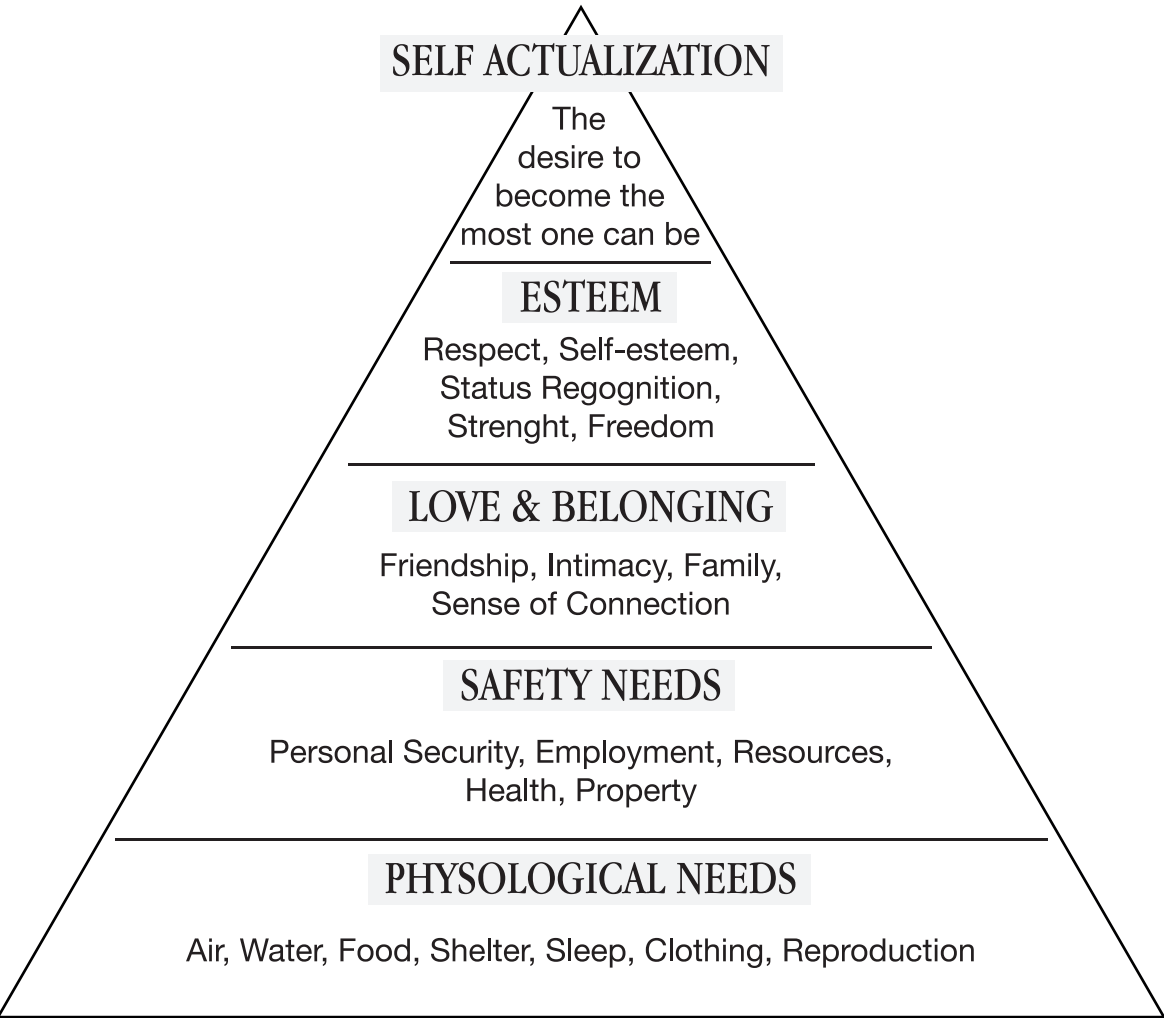 SELF ACTUALIZATION
The
desire to
become the
most one can be
ESTEEM
Respect, Self-esteem,
Status Regognition,
Strenght, Freedom
LOVE & BELONGING
Friendship, Intimacy, Family,
Sense of Connection
SAFETY NEEDS
Personal Security, Employment, Resources,
Health, Property
PHYSOLOGICAL NEEDS
Air, Water, Food, Shelter, Sleep, Clothing, Reproduction